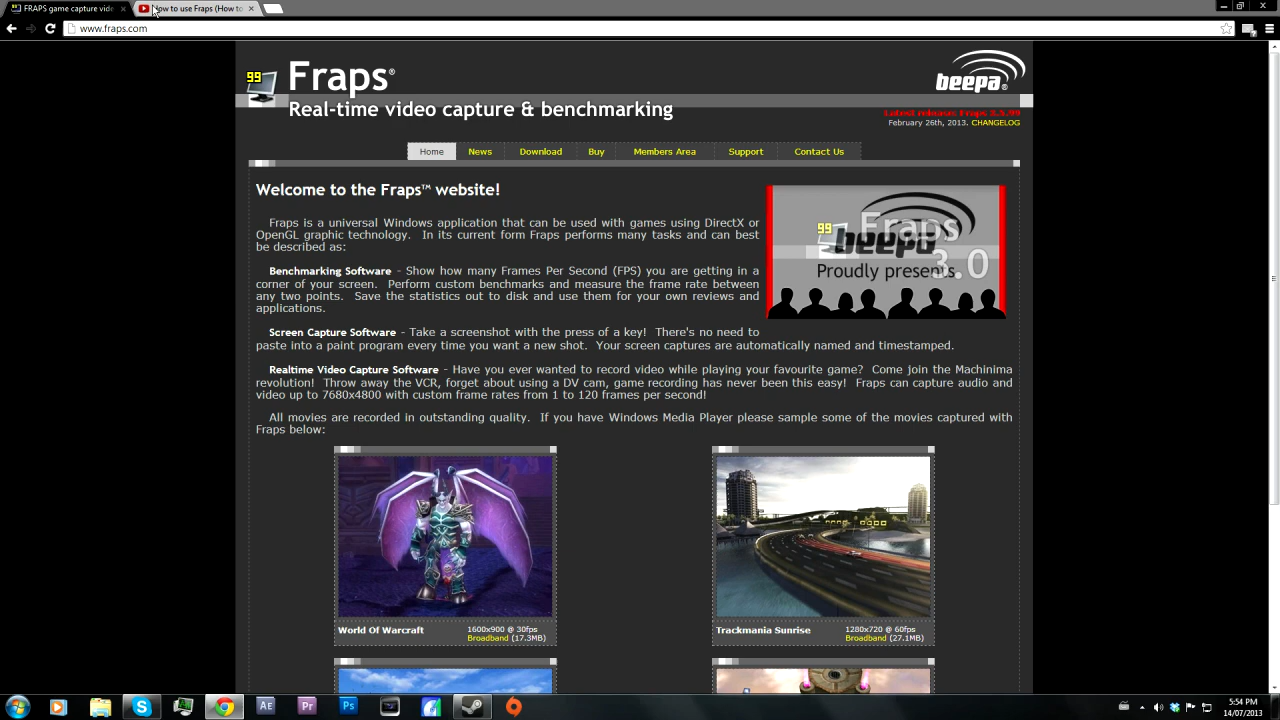 FRAPS game capture vide
How to use Fraps (How to
www.fraps.com
99
Fraps®
Real-time video capture & benchmarking
beepa®
Latest release: Fraps 3.5.99
February 26th, 2013. CHANGELOG
Home News Download Buy Members Area Support Contact Us
Welcome to the Fraps™ website!
Fraps is a universal Windows application that can be used with games using DirectX or
OpenGL graphic technology. In its current form Fraps performs many tasks and can best
be described as:
Benchmarking Software - Show how many Frames Per Second (FPS) you are getting in a
corner of your screen. Perform custom benchmarks and measure the frame rate between
any two points. Save the statistics out to disk and use them for your own reviews and
applications.
99 Fraps
beepa
3.0
Proudly presents
Screen Capture Software - Take a screenshot with the press of a key! There's no need to
paste into a paint program every time you want a new shot. Your screen captures are automatically named and timestamped.
Realtime Video Capture Software - Have you ever wanted to record video while playing your favourite game? Come join the Machinima
revolution! Throw away the VCR, forget about using a DV cam, game recording has never been this easy! Fraps can capture audio and
video up to 7680x4800 with custom frame rates from 1 to 120 frames per second!
All movies are recorded in outstanding quality. If you have Windows Media Player please sample some of the movies captured with
Fraps below:
World Of Warcraft
1600x900 @ 30fps
Broadband (17.3MB)
Trackmania Sunrise
1280x720 @ 60fps
Broadband (27.1MB)
Ae
Pr
Ps
5:54 PM
14/07/2013